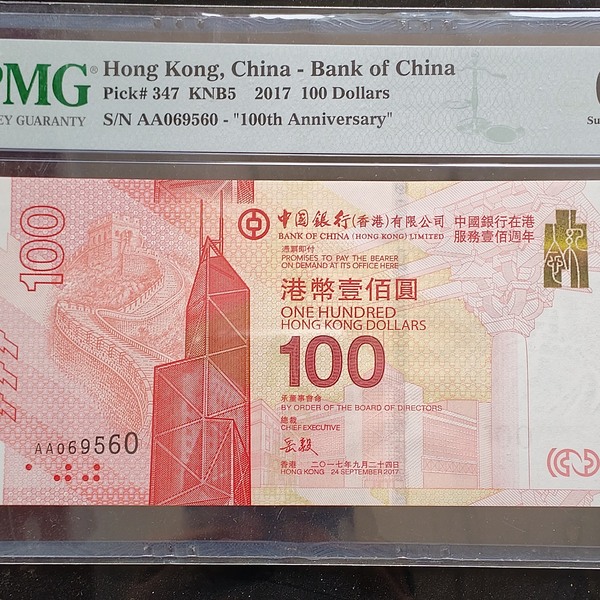 PMG®
EY GUARANTY
Hong Kong, China - Bank of China
Pick# 347 KNB5 2017 100 Dollars
S/N AA069560 - "100th Anniversary"
Su
100
中國銀行(香港)有限公司
BANK OF CHINA (HONG KONG) LIMITED
中國銀行在港
服務壹佰週年
憑票即付
PROMISES TO PAY THE BEARER
ON DEMAND AT ITS OFFICE HERE
港幣壹佰圓
ONE HUNDRED
HONG KONG DOLLARS
100
承董事會命
BY ORDER OF THE BOARD OF DIRECTORS
總裁
CHIEF EXECUTIVE
岳毅
香港 二〇一七年九月二十四日
HONG KONG 24 SEPTEMBER 2017
AA069560